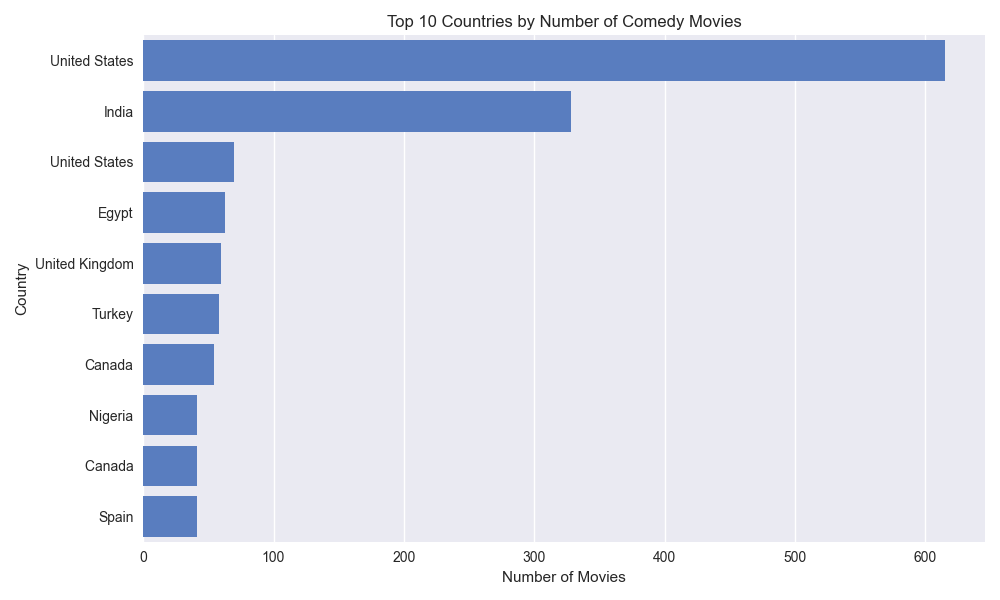 Top 10 Countries by Number of Comedy Movies
Country
United States
India
United States
Egypt
United Kingdom
Turkey
Canada
Nigeria
Canada
Spain
0 100 200 300 400 500 600
Number of Movies